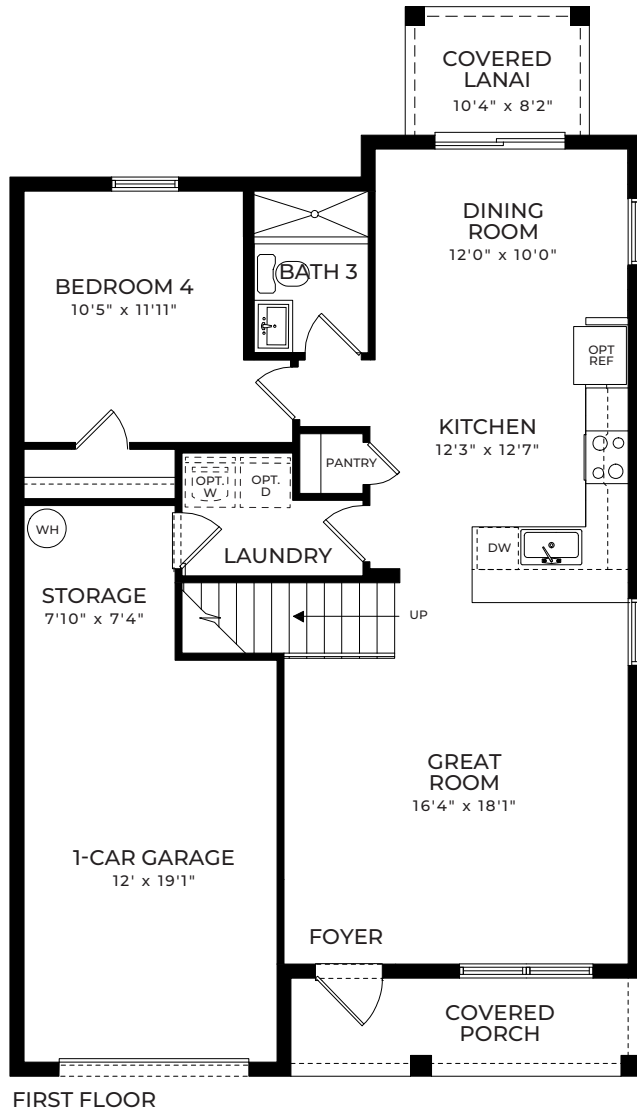 COVERED
LANAI
10'4" x 8'2"
DINING
ROOM
12'0" x 10'0"
BEDROOM 4
10'5" x 11'11"
BATH 3
OPT
REF
KITCHEN
12'3" x 12'7"
PANTRY
OPT.
W
OPT.
D
WH
LAUNDRY
DW
STORAGE
7'10" x 7'4"
UP
GREAT
ROOM
16'4" x 18'1"
1-CAR GARAGE
12' x 19'1"
FOYER
COVERED
PORCH
FIRST FLOOR